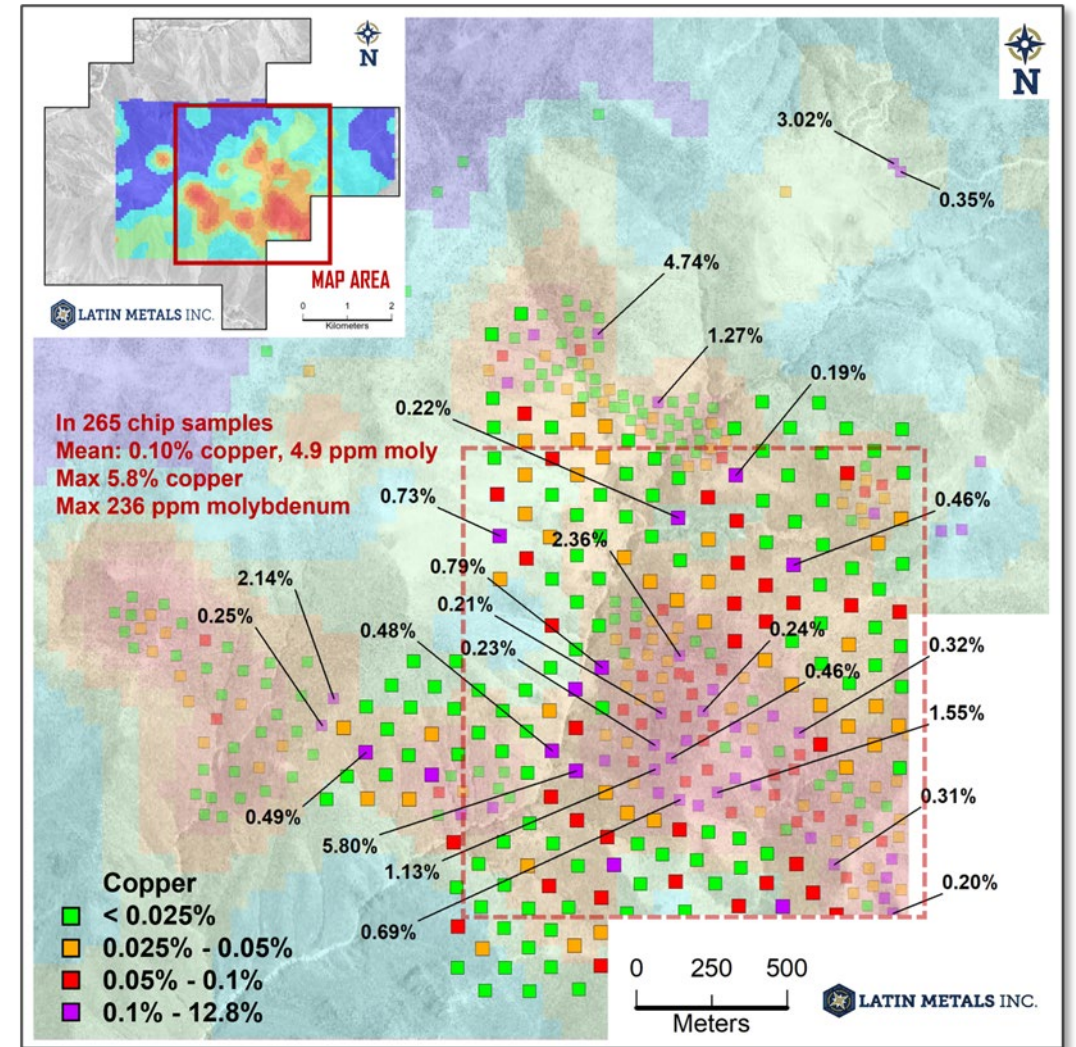 N
MAP AREA
0 1 2
Kilometers
LATIN METALS INC.
N
3.02%
0.35%
4.74%
1.27%
0.19%
0.22%
In 265 chip samples
Mean: 0.10% copper, 4.9 ppm moly
Max 5.8% copper
Max 236 ppm molybdenum
0.73%
0.46%
2.36%
0.79%
2.14%
0.21%
0.25%
0.48%
0.24%
0.23%
0.32%
0.46%
1.55%
0.49%
0.31%
5.80%
1.13%
0.20%
0.69%
Copper
< 0.025%
0.025% - 0.05%
0.05% - 0.1%
0.1% - 12.8%
0 250 500
Meters
LATIN METALS INC.